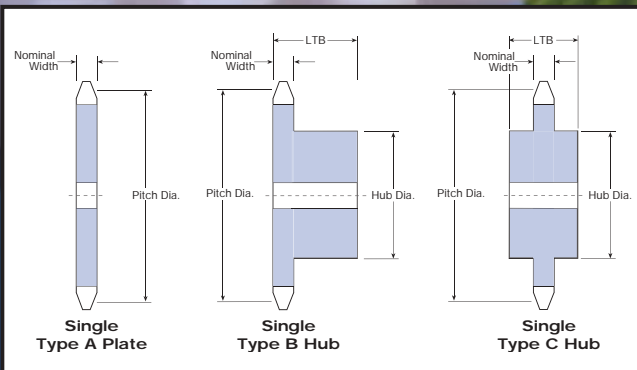 Nominal
Width
Pitch Dia.
Single
Type A Plate
LTB
Nominal
Width
Pitch Dia.
Hub Dia.
Single
Type B Hub
LTB
Nominal
Width
Pitch Dia.
Hub Dia.
Single
Type C Hub